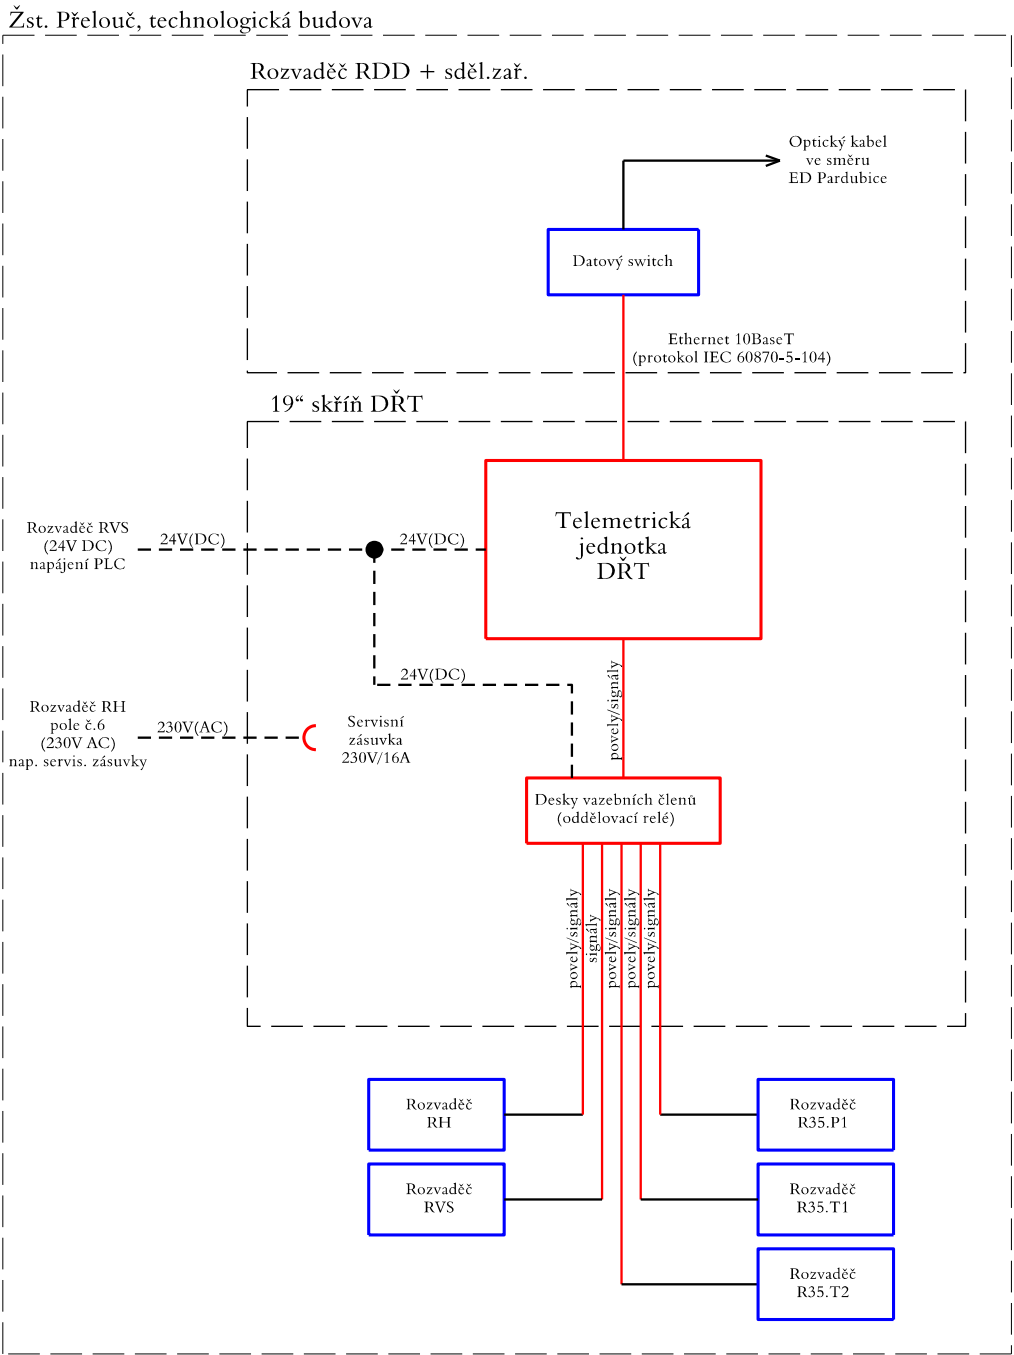 Žst. Přelouč, technologická budova
Rozvaděč RDD + sděl.zař.
Optický kabel
ve směru
ED Pardubice
Datový switch
Ethernet 10BaseT
(protokol IEC 60870-5-104)
19“ skříň DŘT
Telemetrická
jednotka
DŘT
Rozvaděč RVS
(24V DC)
napájení PLC
24V(DC)
24V(DC)
24V(DC)
povely/signály
Rozvaděč RH
pole č.6
(230V AC)
nap. servis. zásuvky
230V(AC)
Servisní
zásuvka
230V/16A
Desky vazebních členů
(oddělovací relé)
povely/signály
signály
povely/signály
povely/signály
povely/signály
Rozvaděč
RH
Rozvaděč
R35.P1
Rozvaděč
RVS
Rozvaděč
R35.T1
Rozvaděč
R35.T2